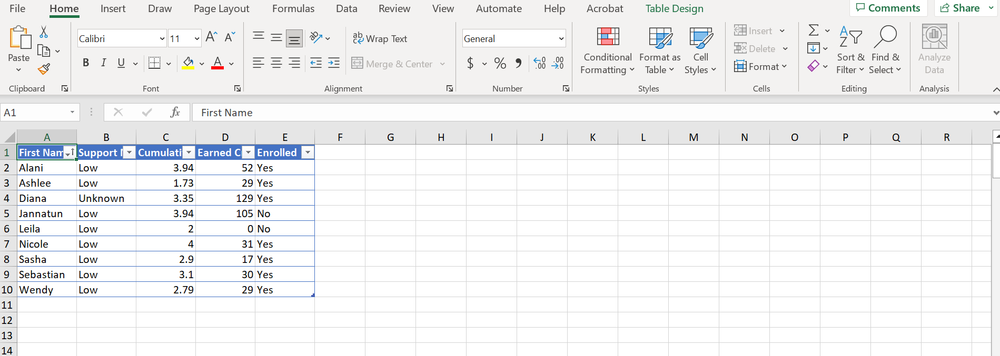 File Home Insert Draw Page Layout Formulas Data Review View Automate Help Acrobat Table Design Comments Share
Paste
Clipboard
Calibri 11 A A
B I U A
Font
ab Wrap Text
Merge & Center
Alignment
General
$ % , .00 .00
Number
Conditional Formatting
Format as Table
Cell Styles
Styles
Insert
Delete
Format
Cells
Σ
Sort & Filter
Find & Select
Editing
Analyze Data
Analysis
A1 fx First Name
A B C D E F G H I J K L M N O P Q R
1 First Nam Support Cumulati Earned C Enrolled
2 Alani Low 3.94 52 Yes
3 Ashlee Low 1.73 29 Yes
4 Diana Unknown 3.35 129 Yes
5 Jannatun Low 3.94 105 No
6 Leila Low 2 0 No
7 Nicole Low 4 31 Yes
8 Sasha Low 2.9 17 Yes
9 Sebastian Low 3.1 30 Yes
10 Wendy Low 2.79 29 Yes
11
12
13
14